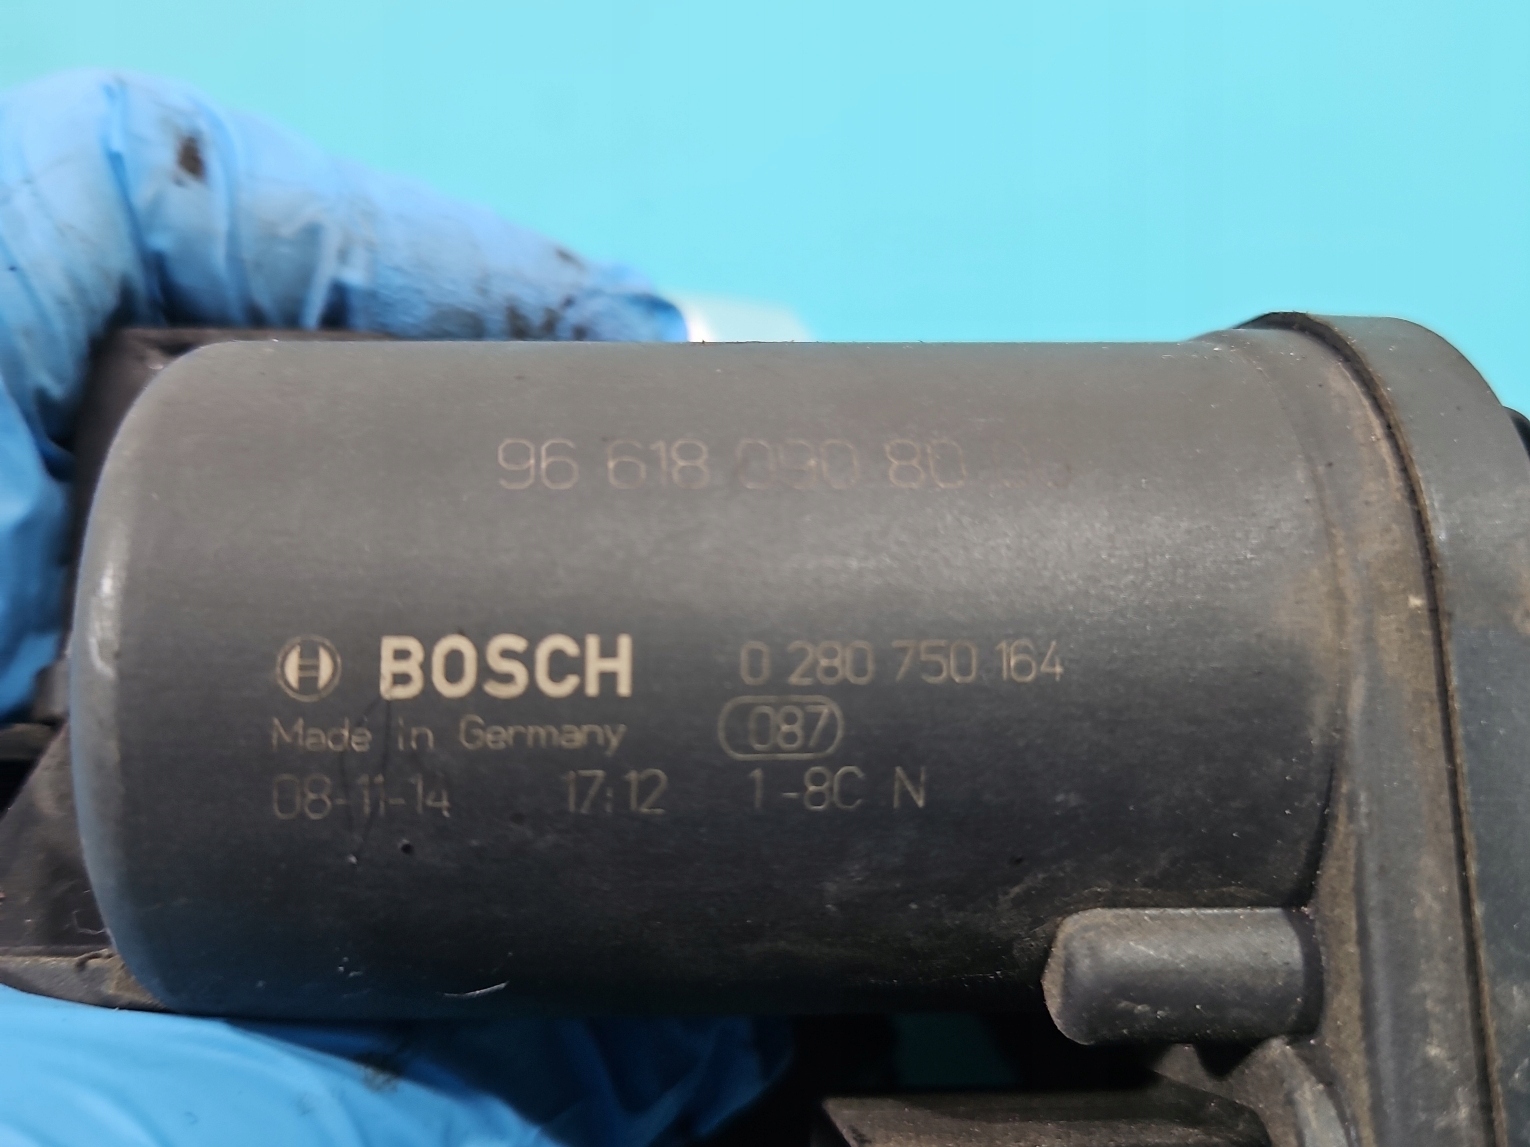 96 618 090 80
BOSCH 0 280 750 164
Made in Germany 087
08-11-14 17:12 1-8C N